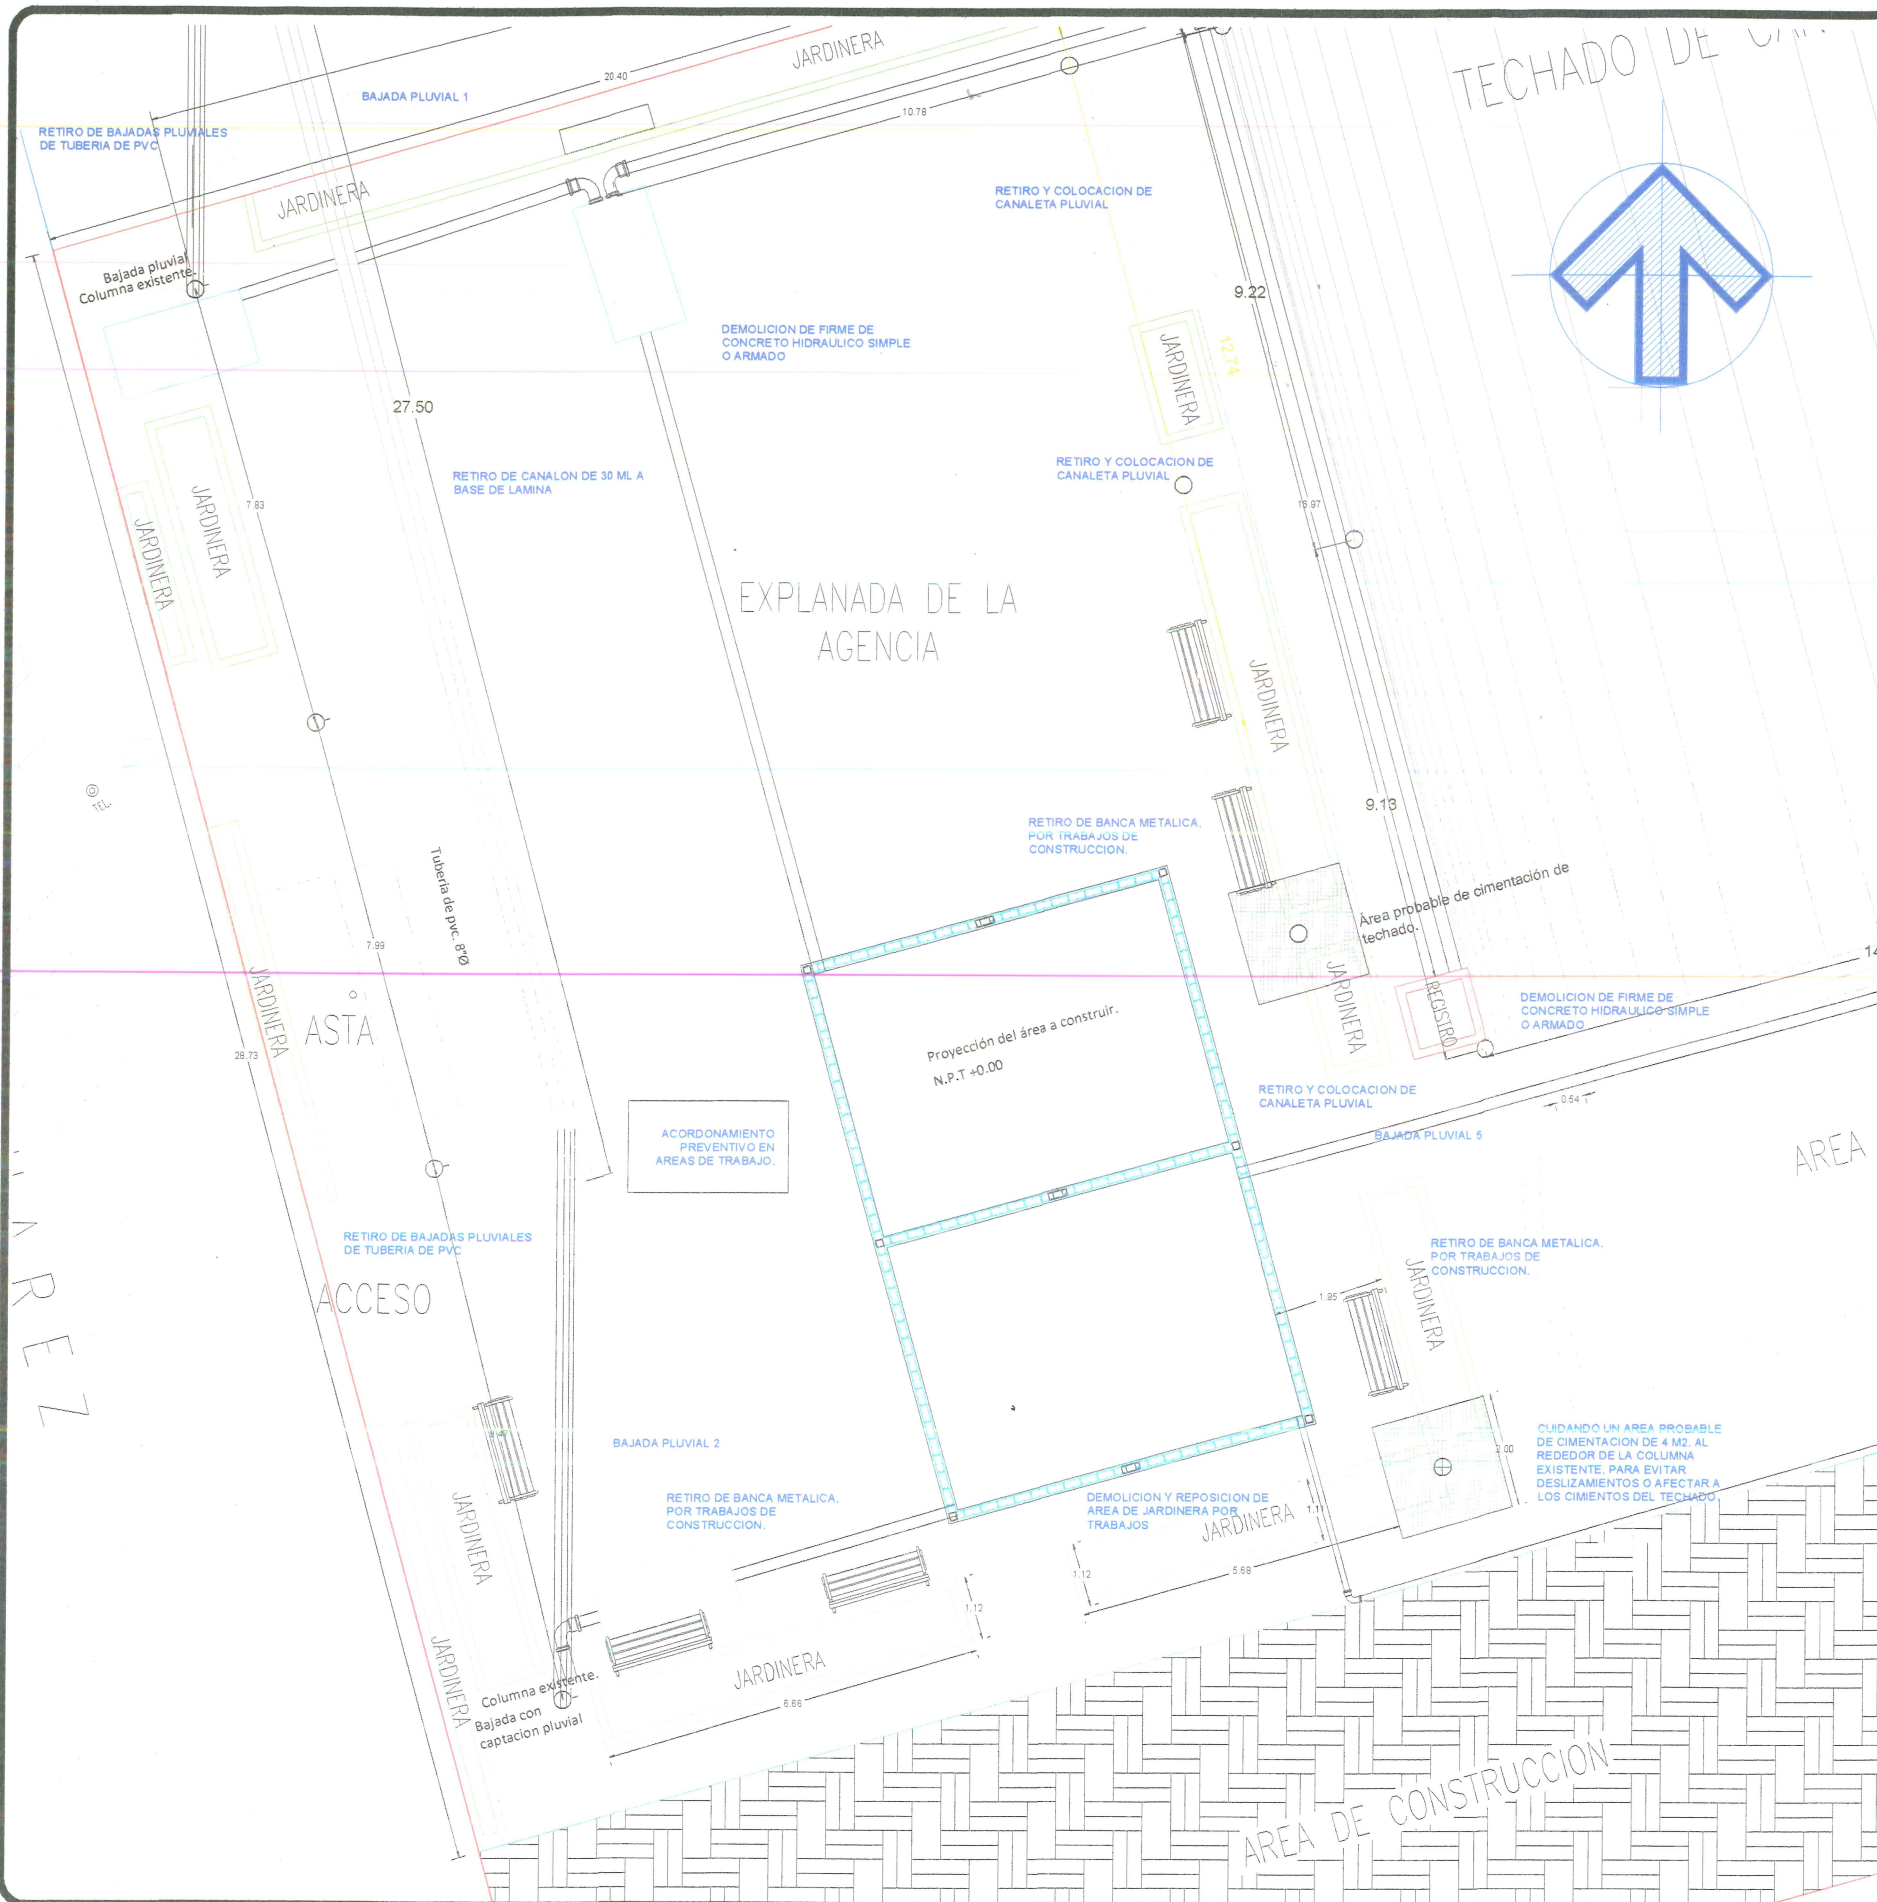 TECHADO DE
JARDINERA
20.40
BAJADA PLUVIAL 1
10.78
RETIRO DE BAJADAS PLUVIALES
DE TUBERIA DE PVC
JARDINERA
RETIRO Y COLOCACION DE
CANALETA PLUVIAL
Bajada pluvial
Columna existente.
9.22
DEMOLICION DE FIRME DE
CONCRETO HIDRAULICO SIMPLE
O ARMADO
12.74
JARDINERA
27.50
RETIRO Y COLOCACION DE
CANALETA PLUVIAL
RETIRO DE CANALON DE 30 ML A
BASE DE LAMINA
7.83
JARDINERA
JARDINERA
EXPLANADA DE LA
AGENCIA
JARDINERA
TEL.
9.13
RETIRO DE BANCA METALICA.
POR TRABAJOS DE
CONSTRUCCION.
Tubería de pvc. 8"Ø
Área probable de cimentación de
techado.
7.99
JARDINERA
JARDINERA
REGISTRO
14
DEMOLICION DE FIRME DE
CONCRETO HIDRAULICO SIMPLE
O ARMADO
ASTA
Proyección del área a construir.
N.P.T +0.00
RETIRO Y COLOCACION DE
CANALETA PLUVIAL
0.54
ACORDONAMIENTO
PREVENTIVO EN
AREAS DE TRABAJO.
BAJADA PLUVIAL 5
AREA
RETIRO DE BAJADAS PLUVIALES
DE TUBERIA DE PVC
RETIRO DE BANCA METALICA.
POR TRABAJOS DE
CONSTRUCCION.
JARDINERA
ACCESO
1.95
AREZ
BAJADA PLUVIAL 2
2.00
CUIDANDO UN AREA PROBABLE
DE CIMENTACION DE 4 M2, AL
REDEDOR DE LA COLUMNA
EXISTENTE, PARA EVITAR
DESLIZAMIENTOS O AFECTAR A
LOS CIMIENTOS DEL TECHADO.
RETIRO DE BANCA METALICA.
POR TRABAJOS DE
CONSTRUCCION.
DEMOLICION Y REPOSICION DE
AREA DE JARDINERA POR
TRABAJOS
JARDINERA
JARDINERA
1.12
5.68
1.12
JARDINERA
JARDINERA
Columna existente.
Bajada con
captacion pluvial
AREA DE CONSTRUCCION